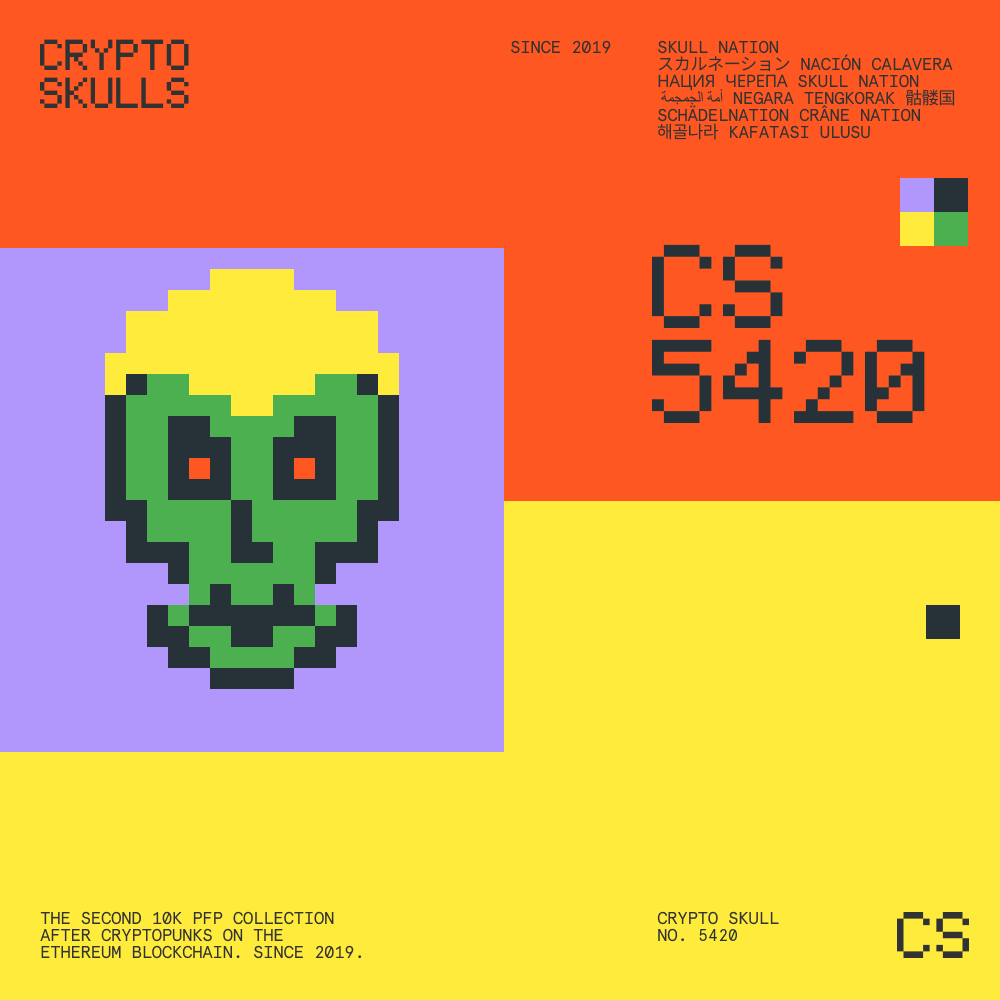 CRYPTO
SKULLS
SINCE 2019
SKULL NATION
スカルネーション NACIÓN CALAVERA
НАЦИЯ ЧЕРЕПА SKULL NATION
أمة الجمجمة NEGARA TENGKORAK 骷髅国
SCHÄDELNATION CRÂNE NATION
해골나라 KAFATASI ULUSU
CS
5420
THE SECOND 10K PFP COLLECTION
AFTER CRYPTOPUNKS ON THE
ETHEREUM BLOCKCHAIN. SINCE 2019.
CRYPTO SKULL
NO. 5420
CS